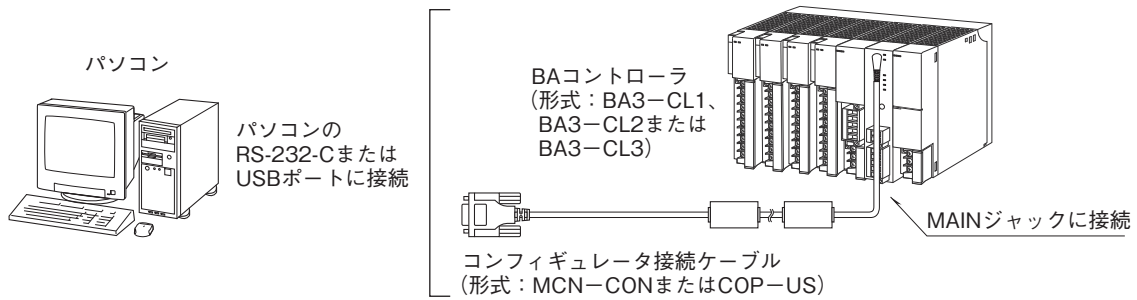 パソコン
パソコンの
RS-232-Cまたは
USBポートに接続
BAコントローラ
（形式：BA3－CL1、
BA3－CL2または
BA3－CL3）
MAINジャックに接続
コンフィギュレータ接続ケーブル
（形式：MCN－CONまたはCOP－US）